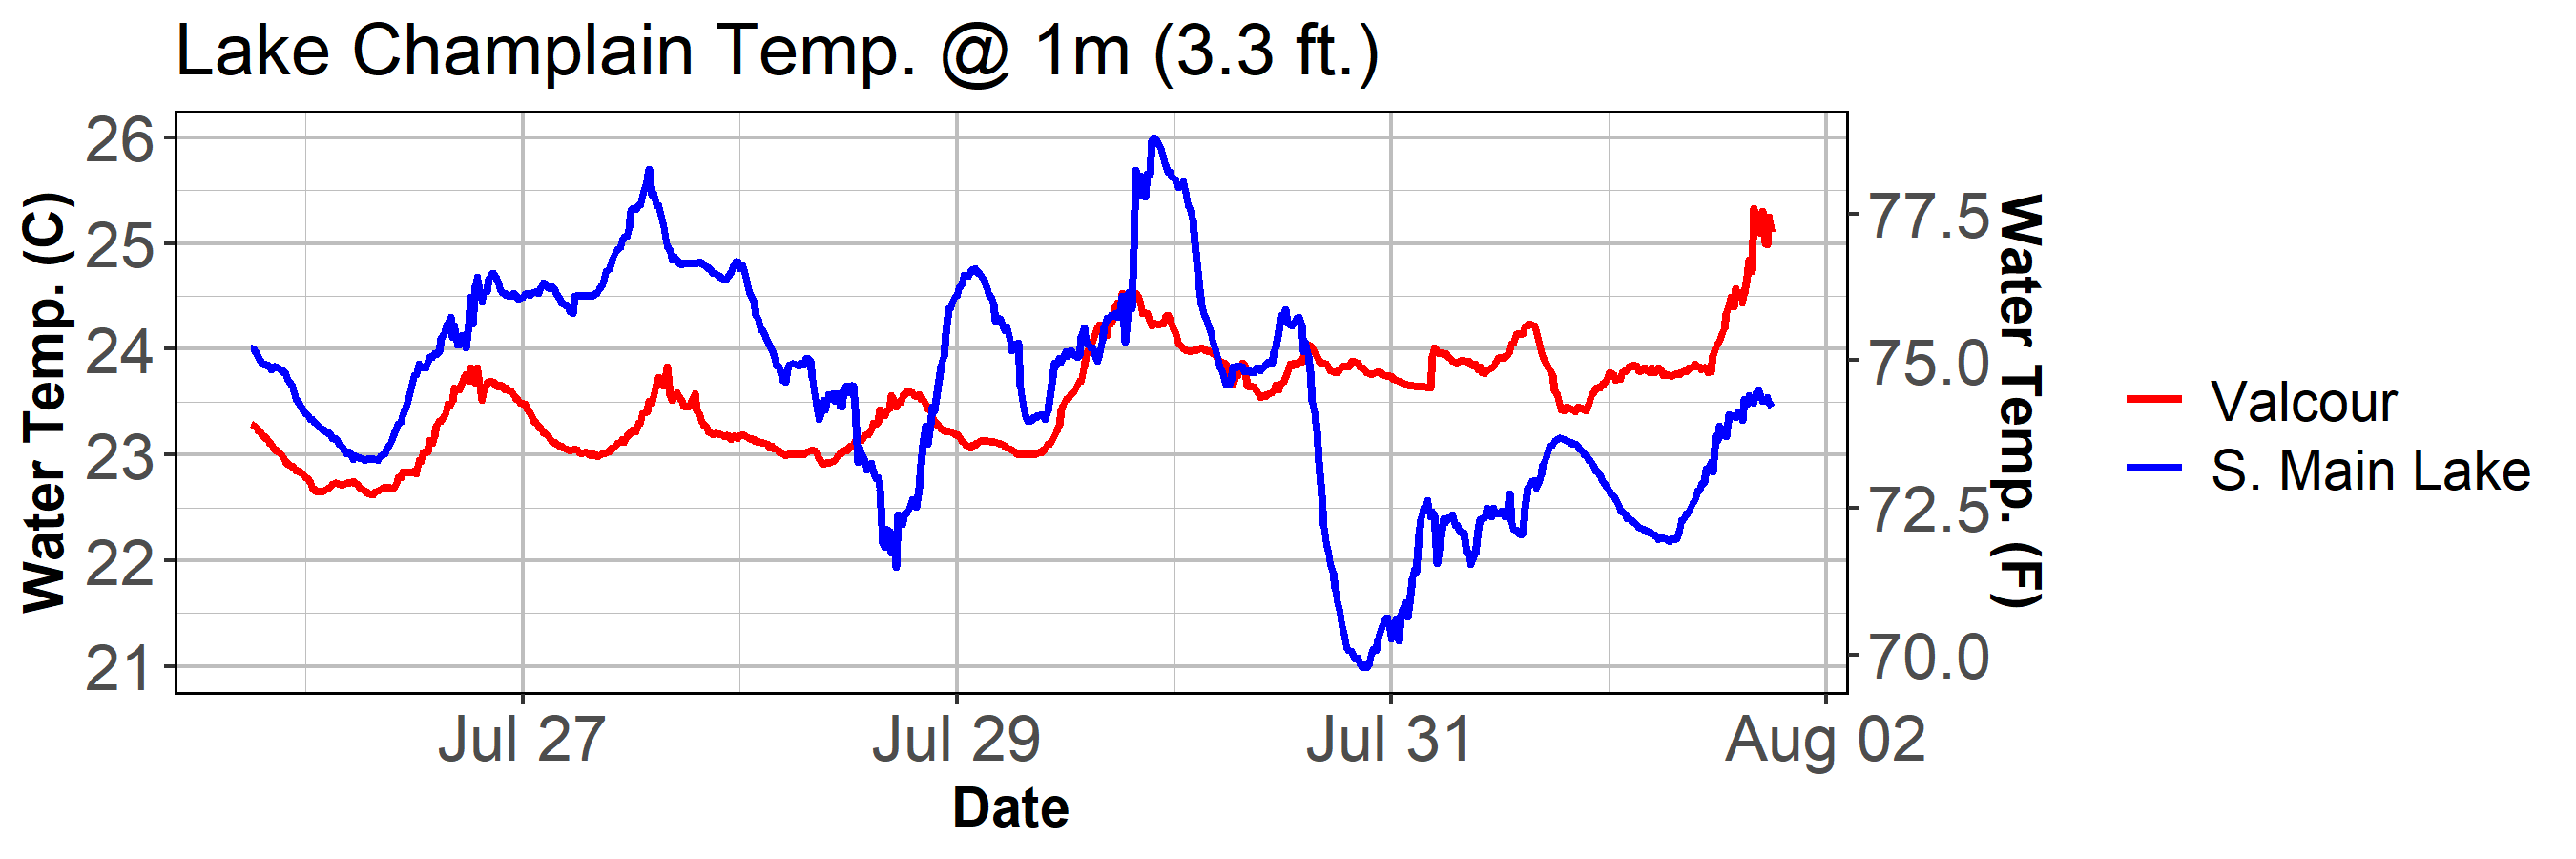 Lake Champlain Temp. @ 1m (3.3 ft.)
Water Temp. (C)
26
25
24
23
22
21
77.5
75.0
72.5
70.0
Water Temp. (F)
Jul 27
Jul 29
Jul 31
Aug 02
Date
Valcour
S. Main Lake